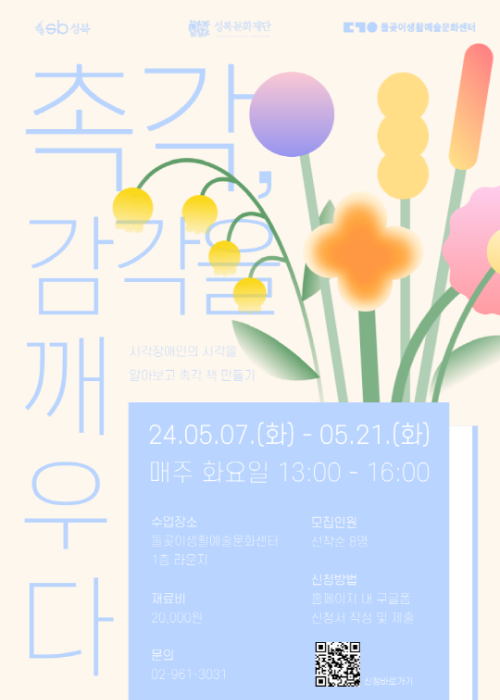 sb성북
성북문화재단
돌곶이생활예술문화센터
촉각,
감각을
깨
우
다
시각장애인의 시각을
알아보고 촉각 책 만들기
24.05.07.(화) - 05.21.(화)
매주 화요일 13:00 - 16:00
수업장소
돌곶이생활예술문화센터
1층 라운지
재료비
20,000원
문의
02-961-3031
모집인원
선착순 8명
신청방법
홈페이지 내 구글폼
신청서 작성 및 제출
신청바로가기